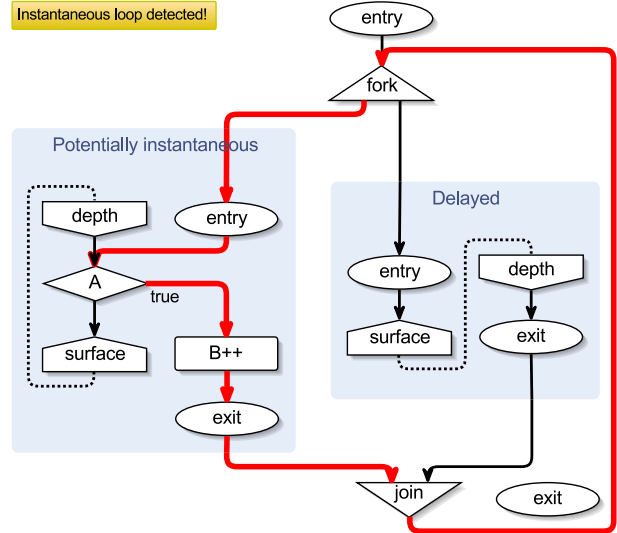 Instantaneous loop detected!
entry
fork
Potentially instantaneous
Delayed
depth
entry
entry
depth
A
true
surface
B++
surface
exit
exit
join
exit